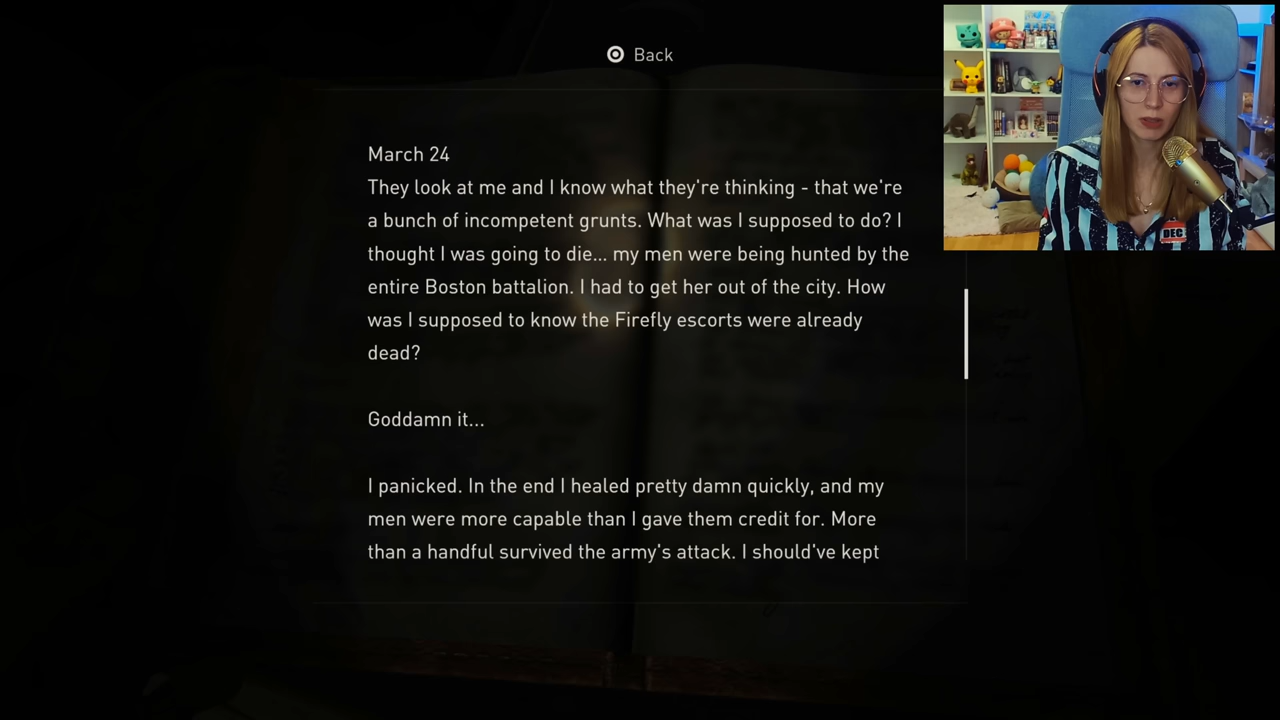 Back
March 24
They look at me and I know what they're thinking - that we're
a bunch of incompetent grunts. What was I supposed to do? I
thought I was going to die... my men were being hunted by the
entire Boston battalion. I had to get her out of the city. How
was I supposed to know the Firefly escorts were already
dead?
Goddamn it...
I panicked. In the end I healed pretty damn quickly, and my
men were more capable than I gave them credit for. More
than a handful survived the army's attack. I should've kept
DEC